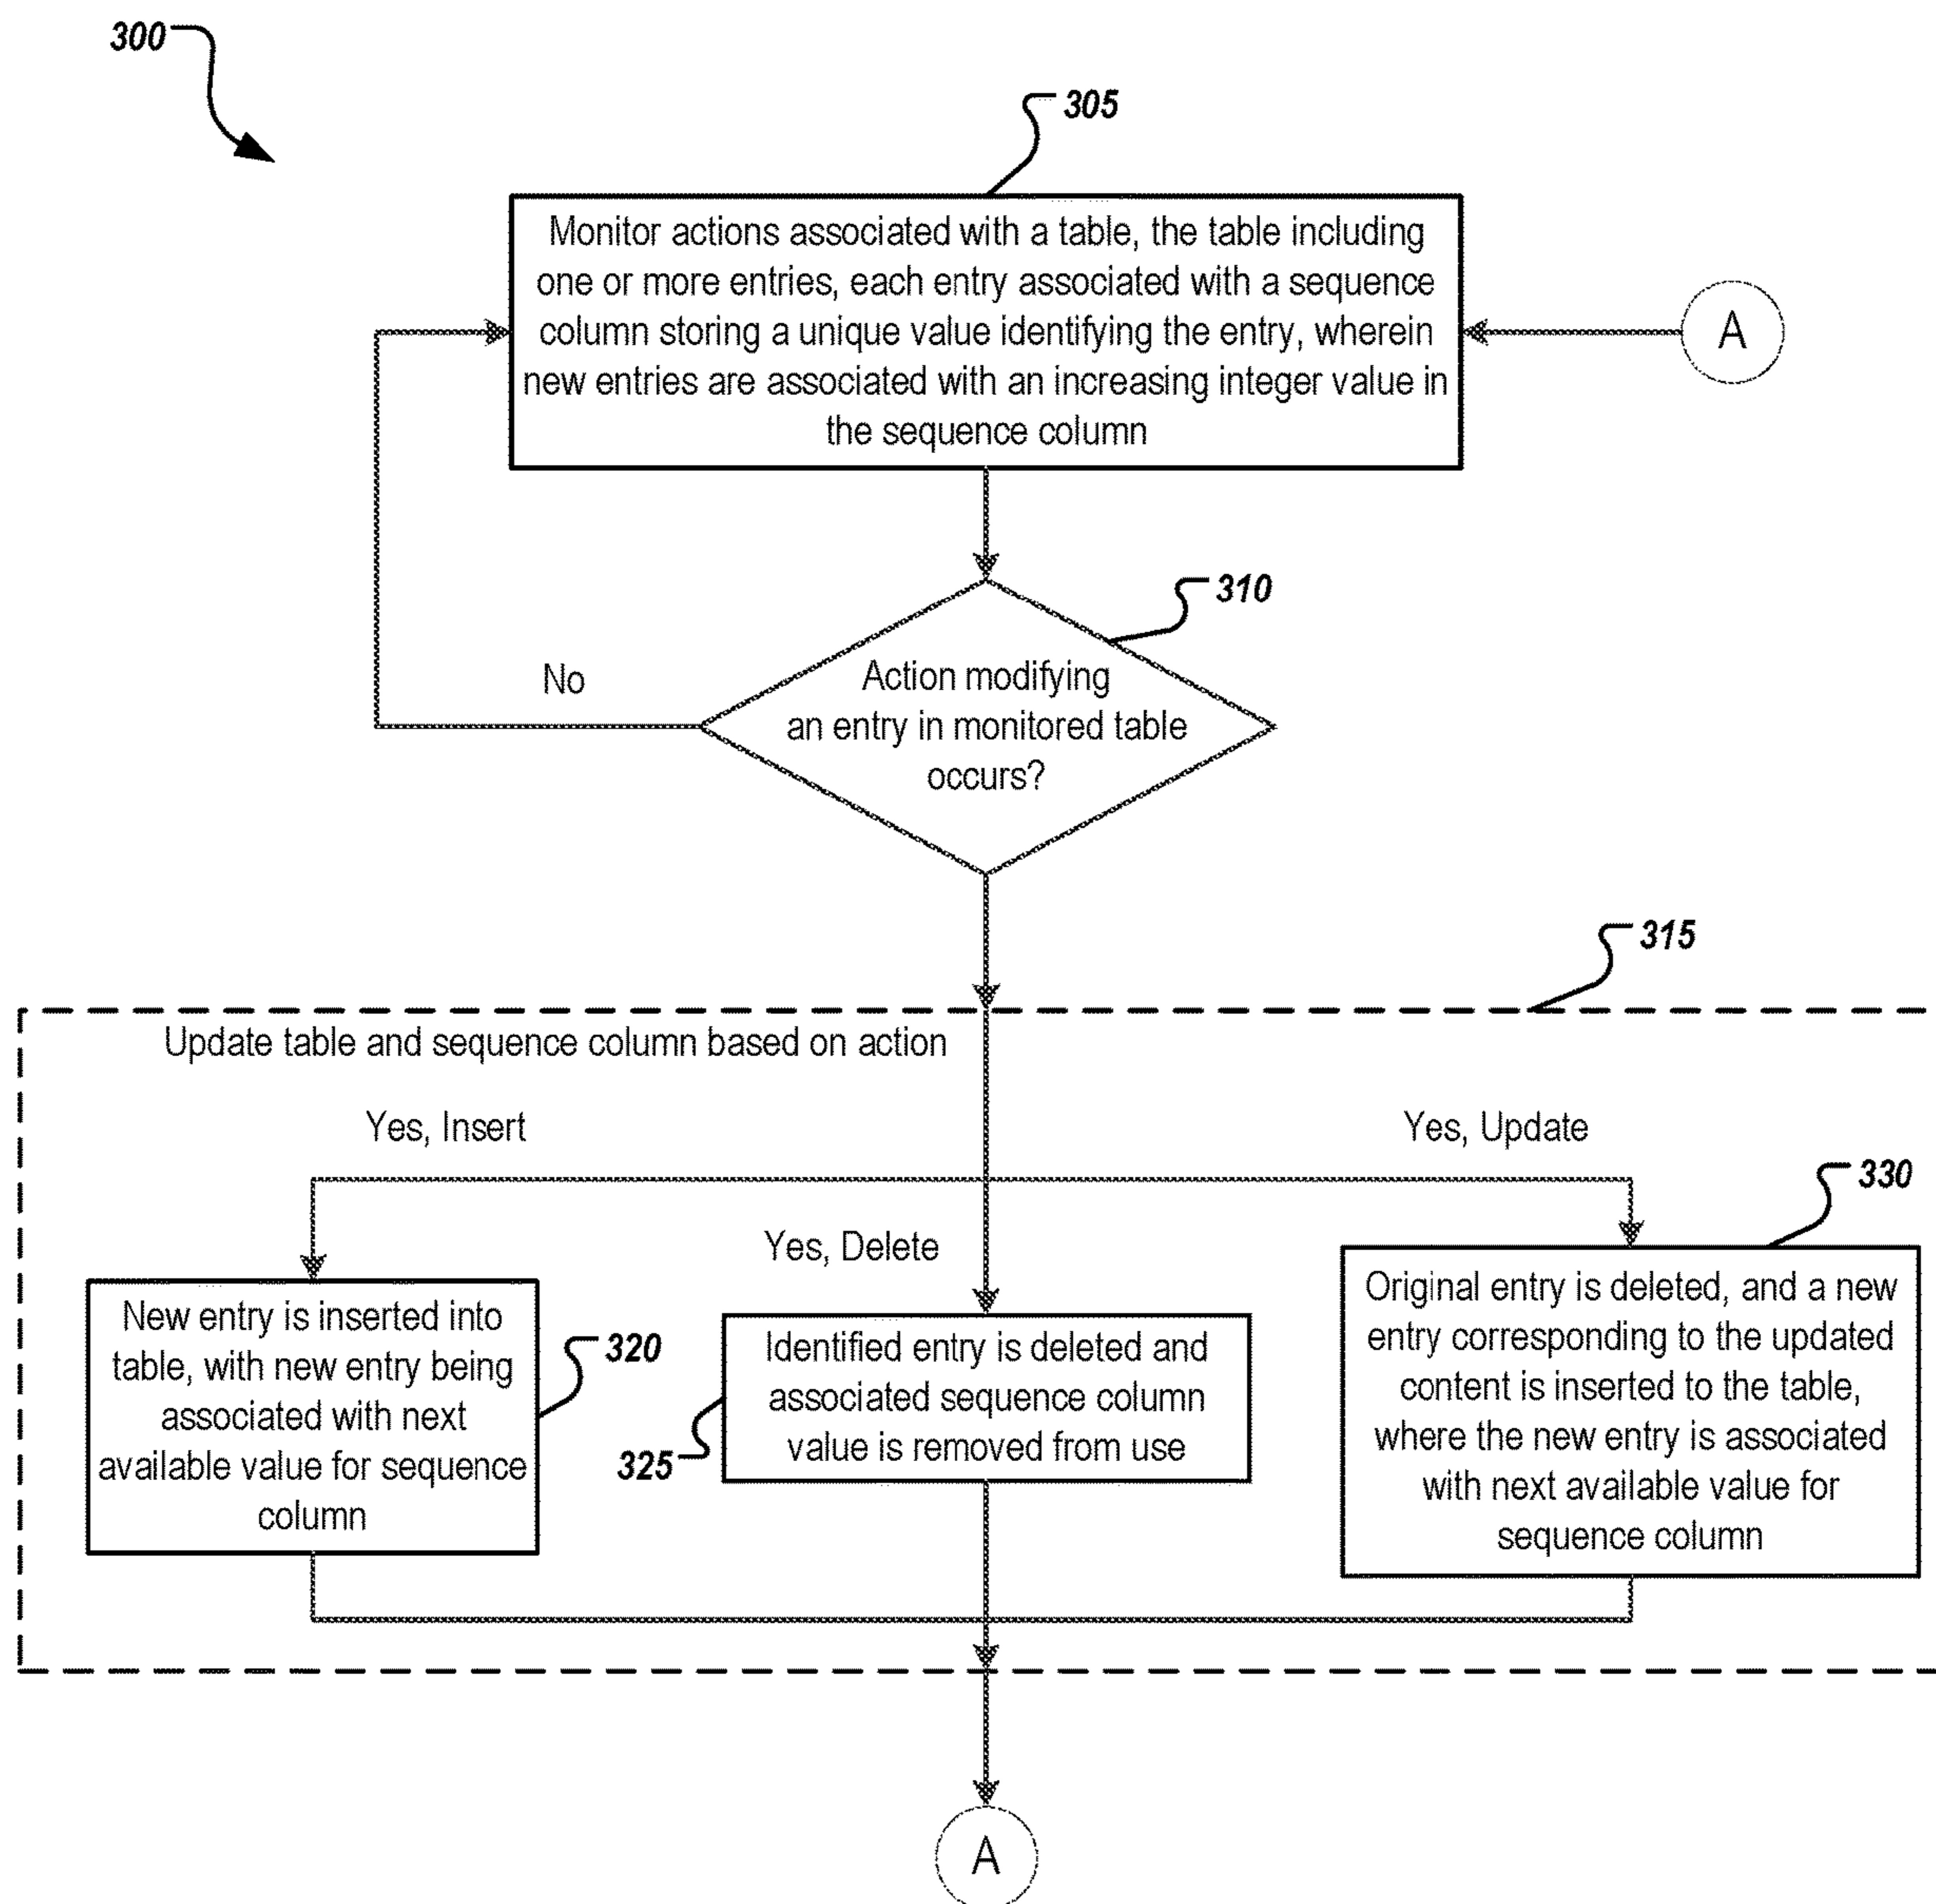 300
305
Monitor actions associated with a table, the table including
one or more entries, each entry associated with a sequence
column storing a unique value identifying the entry, wherein
new entries are associated with an increasing integer value in
the sequence column
A
310
No
Action modifying
an entry in monitored table
occurs?
315
Update table and sequence column based on action
Yes, Insert
Yes, Update
330
Yes, Delete
New entry is inserted into
table, with new entry being
associated with next
available value for sequence
column
320
Identified entry is deleted and
associated sequence column
value is removed from use
325
Original entry is deleted, and a new
entry corresponding to the updated
content is inserted to the table,
where the new entry is associated
with next available value for
sequence column
A